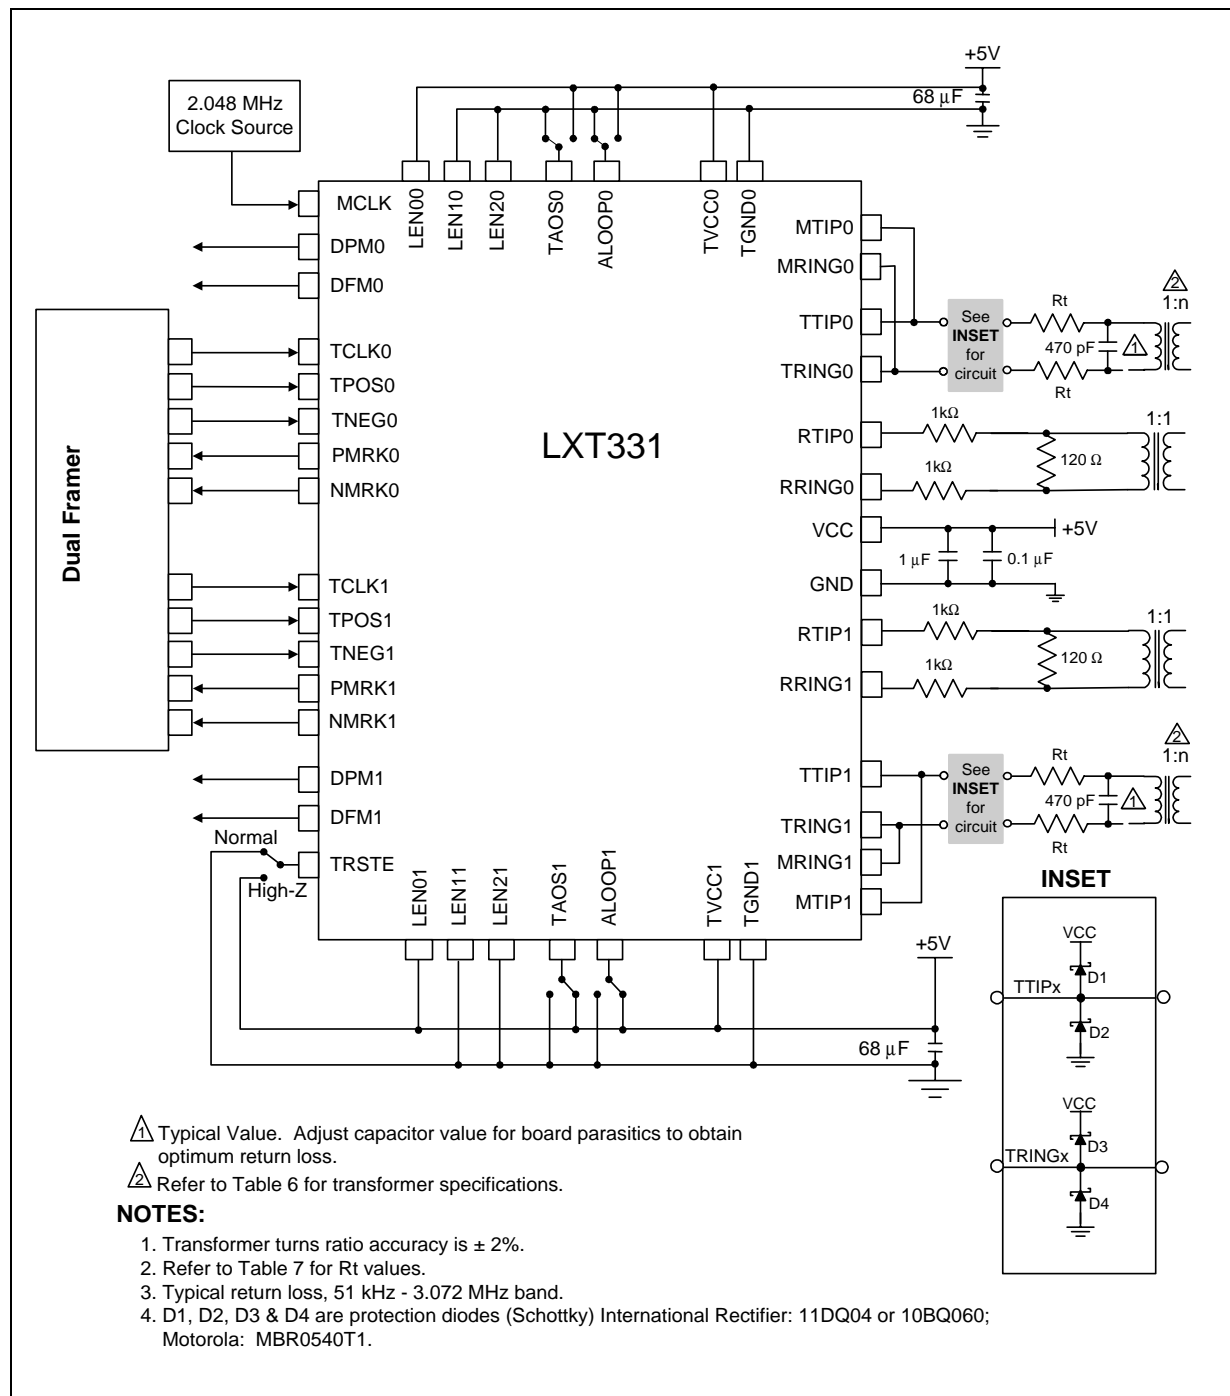 +5V
68 µF
2.048 MHz
Clock Source
LEN00
LEN10
LEN20
TAOS0
ALOOP0
TVCC0
TGND0
MCLK
DPM0
DFM0
Dual Framer
TCLK0
TPOS0
TNEG0
PMRK0
NMRK0
TCLK1
TPOS1
TNEG1
PMRK1
NMRK1
DPM1
DFM1
Normal
TRSTE
High-Z
LXT331
MTIP0
MRING0
TTIP0
TRING0
See
INSET
for
circuit
Rt
470 pF
1
Rt
2
1:n
RTIP0
1kΩ
RRING0
1kΩ
120 Ω
1:1
VCC
+5V
1 µF
0.1 µF
GND
RTIP1
1kΩ
RRING1
1kΩ
120 Ω
1:1
TTIP1
TRING1
MRING1
MTIP1
See
INSET
for
circuit
Rt
470 pF
1
Rt
2
1:n
LEN01
LEN11
LEN21
TAOS1
ALOOP1
TVCC1
TGND1
+5V
68 µF
INSET
VCC
D1
TTIPx
D2
VCC
D3
TRINGx
D4
1 Typical Value. Adjust capacitor value for board parasitics to obtain
optimum return loss.
2 Refer to Table 6 for transformer specifications.
NOTES:
1. Transformer turns ratio accuracy is ± 2%.
2. Refer to Table 7 for Rt values.
3. Typical return loss, 51 kHz - 3.072 MHz band.
4. D1, D2, D3 & D4 are protection diodes (Schottky) International Rectifier: 11DQ04 or 10BQ060;
Motorola: MBR0540T1.